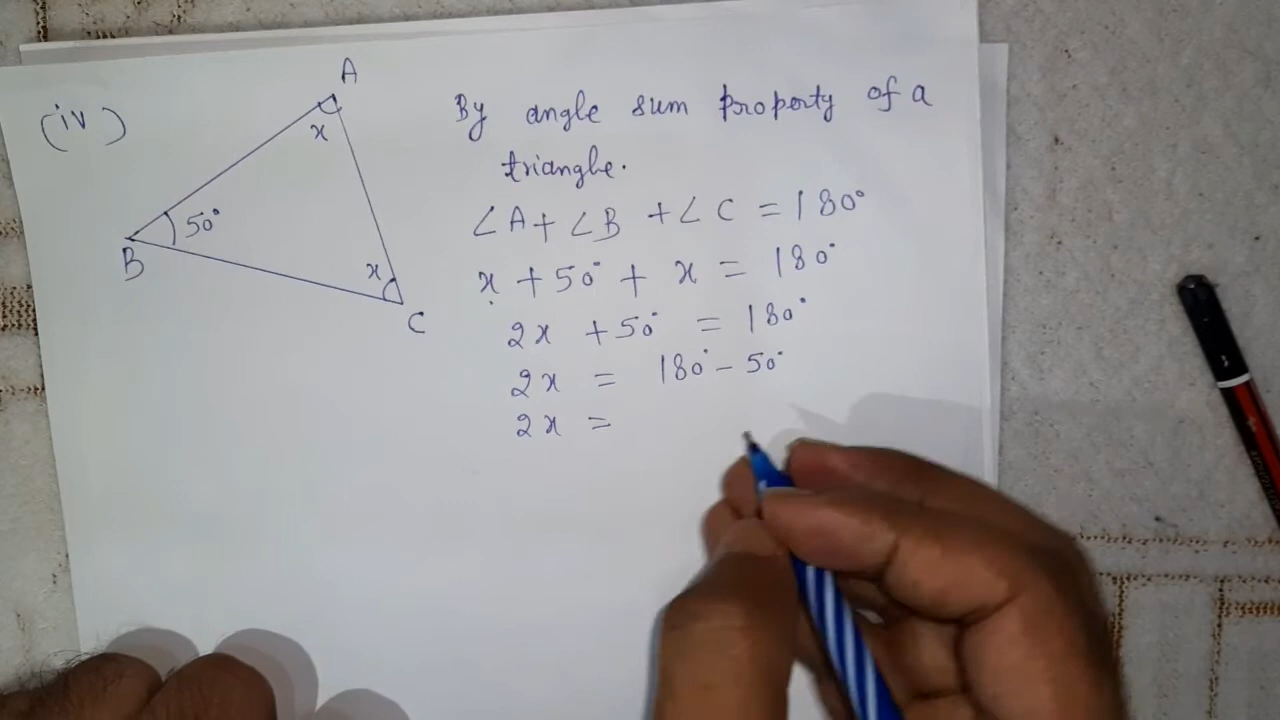 (iv)
A
x
50°
B
x
C
By angle sum property of a
triangle.
∠A + ∠B + ∠C = 180°
x + 50° + x = 180°
2x + 50° = 180°
2x = 180° - 50°
2x =